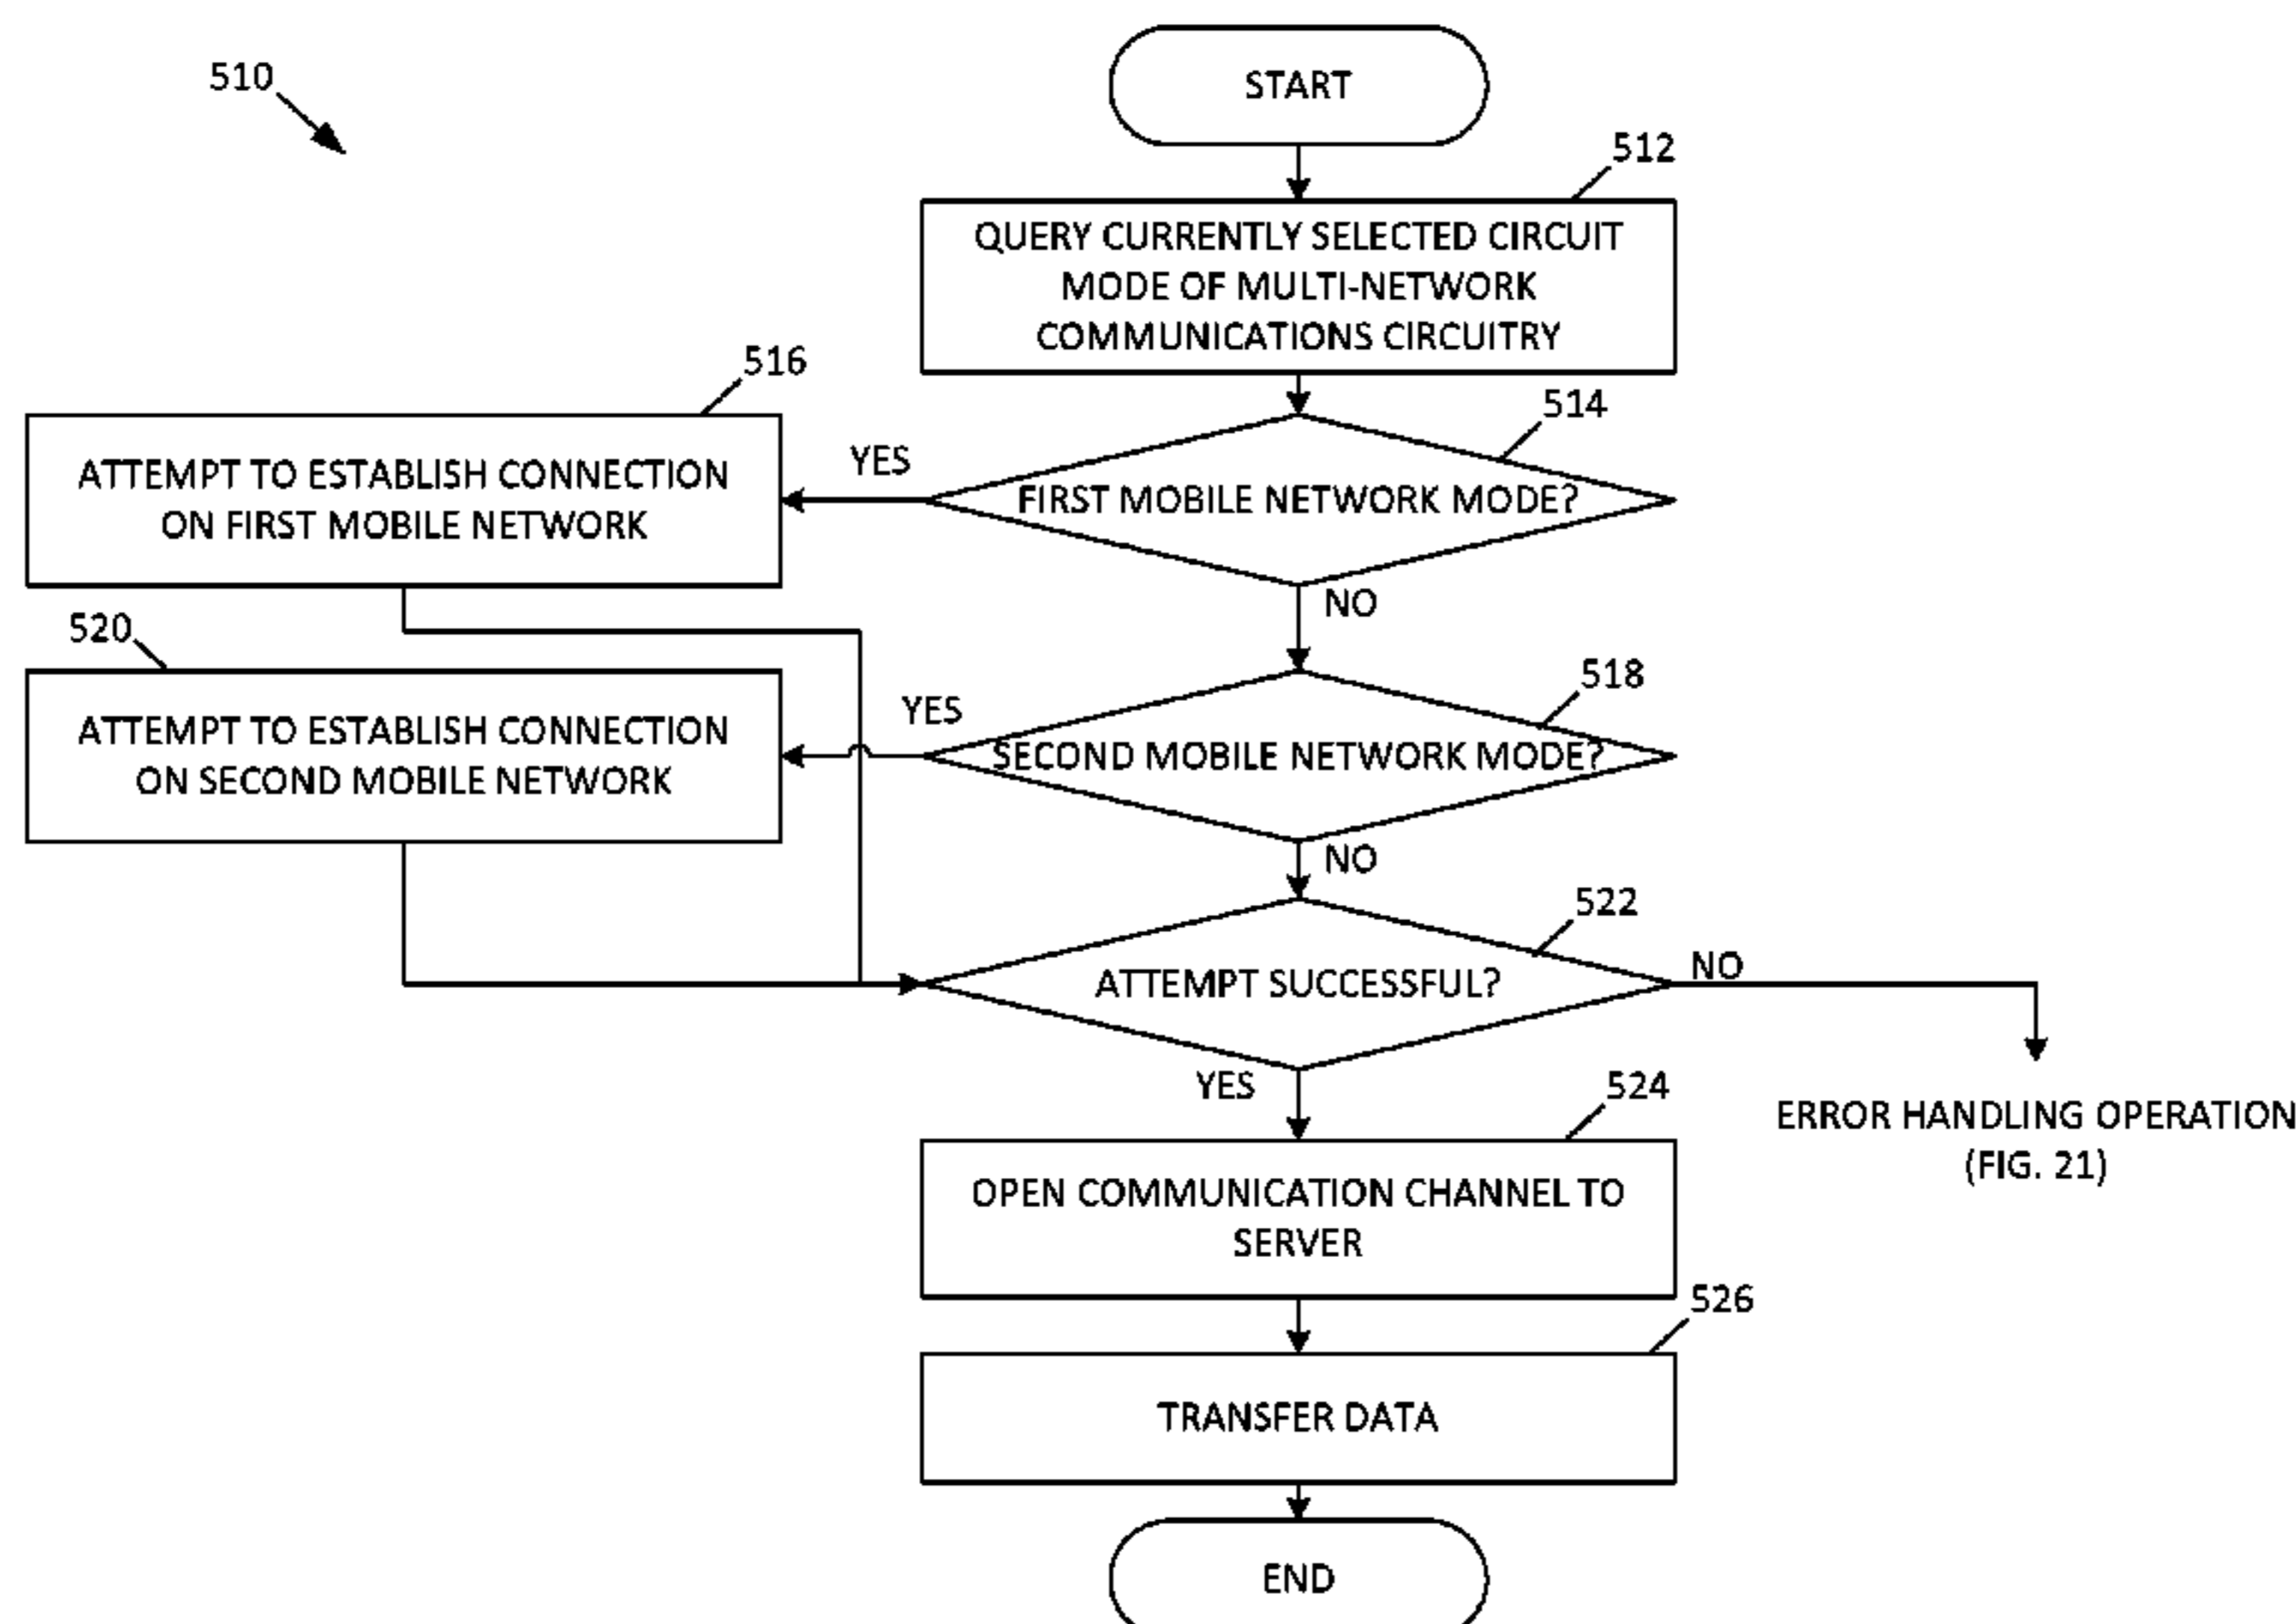 510
START
512
QUERY CURRENTLY SELECTED CIRCUIT
MODE OF MULTI-NETWORK
COMMUNICATIONS CIRCUITRY
514
FIRST MOBILE NETWORK MODE?
YES
516
ATTEMPT TO ESTABLISH CONNECTION
ON FIRST MOBILE NETWORK
NO
518
SECOND MOBILE NETWORK MODE?
YES
520
ATTEMPT TO ESTABLISH CONNECTION
ON SECOND MOBILE NETWORK
NO
522
ATTEMPT SUCCESSFUL?
NO
ERROR HANDLING OPERATION
(FIG. 21)
YES
524
OPEN COMMUNICATION CHANNEL TO
SERVER
526
TRANSFER DATA
END